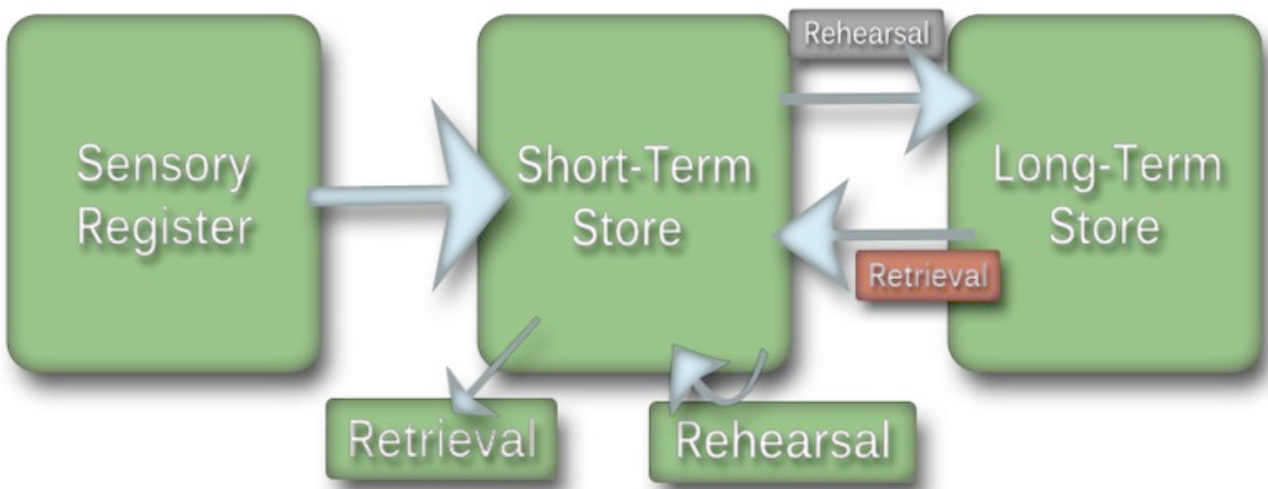 Sensory
Register
Short-Term
Store
Rehearsal
Long-Term
Store
Retrieval
Retrieval
Rehearsal